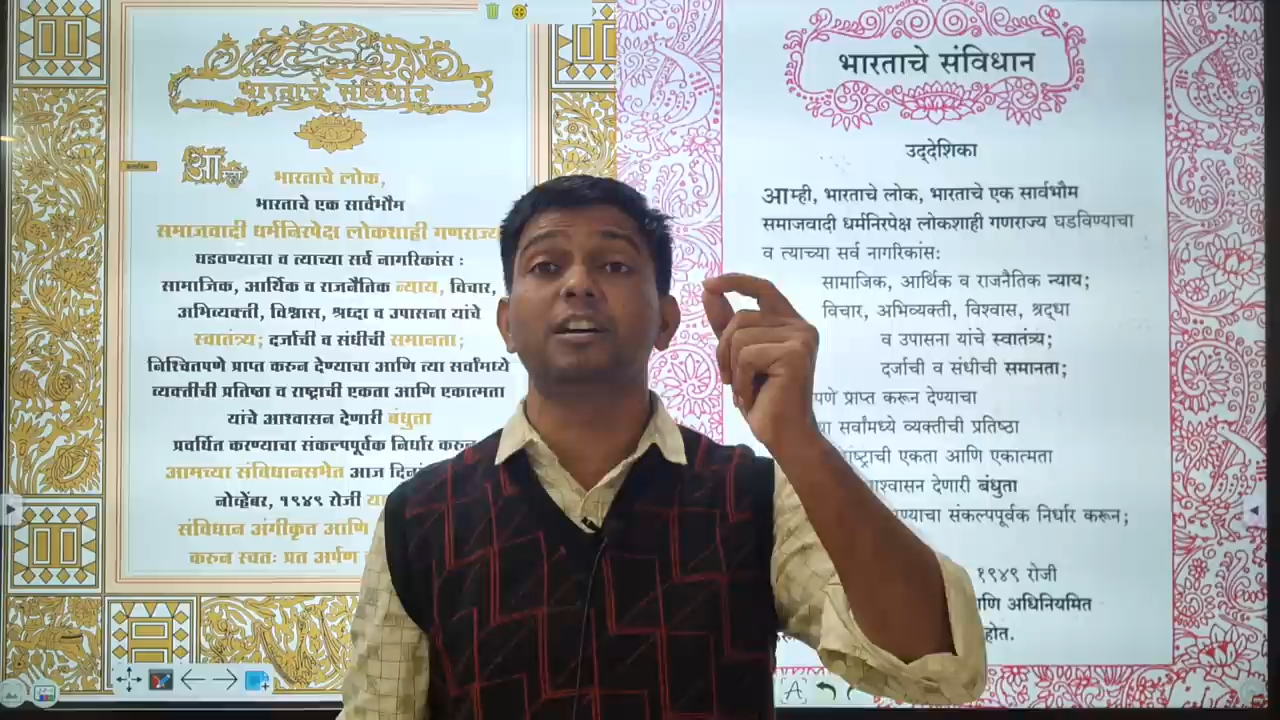 भारताचे संविधान
आम्ही
भारताचे लोक,
भारताचे एक सार्वभौम
समाजवादी धर्मनिरपेक्ष लोकशाही गणराज्य
घडवण्याचा व त्याच्या सर्व नागरिकांस :
सामाजिक, आर्थिक व राजनैतिक न्याय, विचार,
अभिव्यक्ती, विश्वास, श्रध्दा व उपासना यांचे
स्वातंत्र्य; दर्जाची व संधीची समानता;
निश्चितपणे प्राप्त करुन देण्याचा आणि त्या सर्वांमध्ये
व्यक्तीची प्रतिष्ठा व राष्ट्राची एकता आणि एकात्मता
यांचे आश्वासन देणारी बंधुता
प्रवर्धित करण्याचा संकल्पपूर्वक निर्धार करुन
आमच्या संविधानसभेत आज
नोव्हेंबर, १९४९ रोजी
संविधान अंगीकृत आणि
करुन स्वतः प्रत अर्पण
भारताचे संविधान
उद्देशिका
आम्ही, भारताचे लोक, भारताचे एक सार्वभौम
समाजवादी धर्मनिरपेक्ष लोकशाही गणराज्य घडविण्याचा
व त्याच्या सर्व नागरिकांस:
सामाजिक, आर्थिक व राजनैतिक न्याय;
विचार, अभिव्यक्ती, विश्वास, श्रद्धा
व उपासना यांचे स्वातंत्र्य;
दर्जाची व संधीची समानता;
पणे प्राप्त करून देण्याचा
सर्वांमध्ये व्यक्तीची प्रतिष्ठा
एकता आणि एकात्मता
देणारी बंधुता
संकल्पपूर्वक निर्धार करून;
१९४९ रोजी
अधिनियमित
होत.